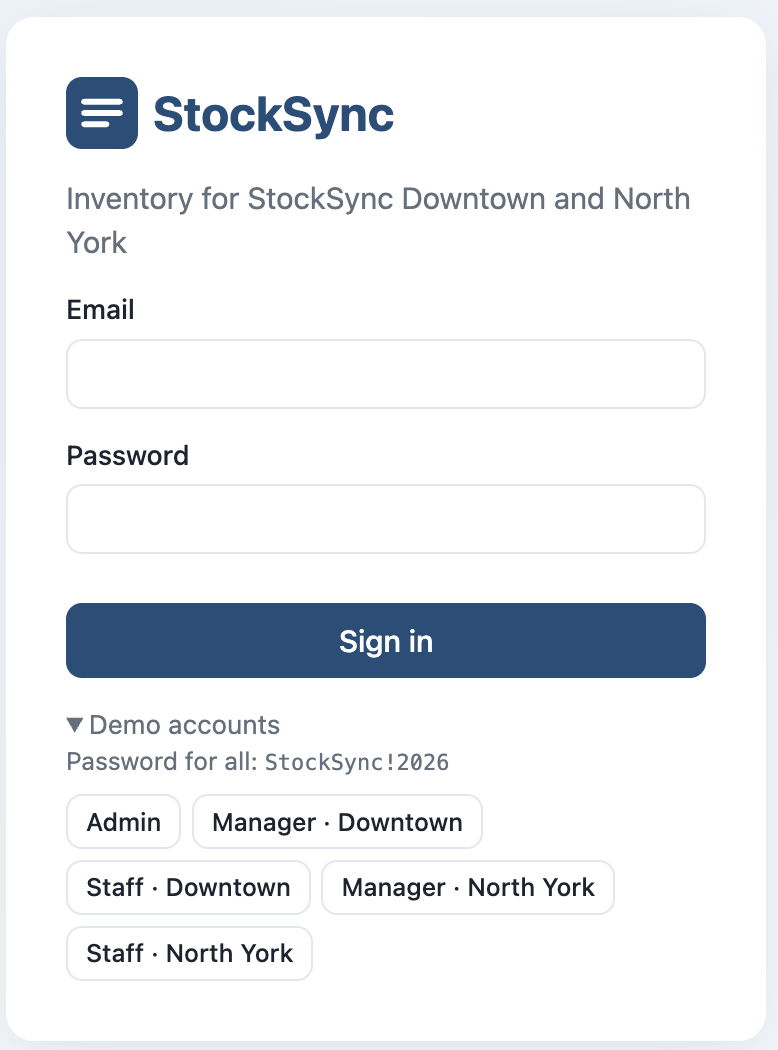 StockSync
Inventory for StockSync Downtown and North
York
Email
Password
Sign in
▼ Demo accounts
Password for all: StockSync!2026
Admin
Manager · Downtown
Staff · Downtown
Manager · North York
Staff · North York